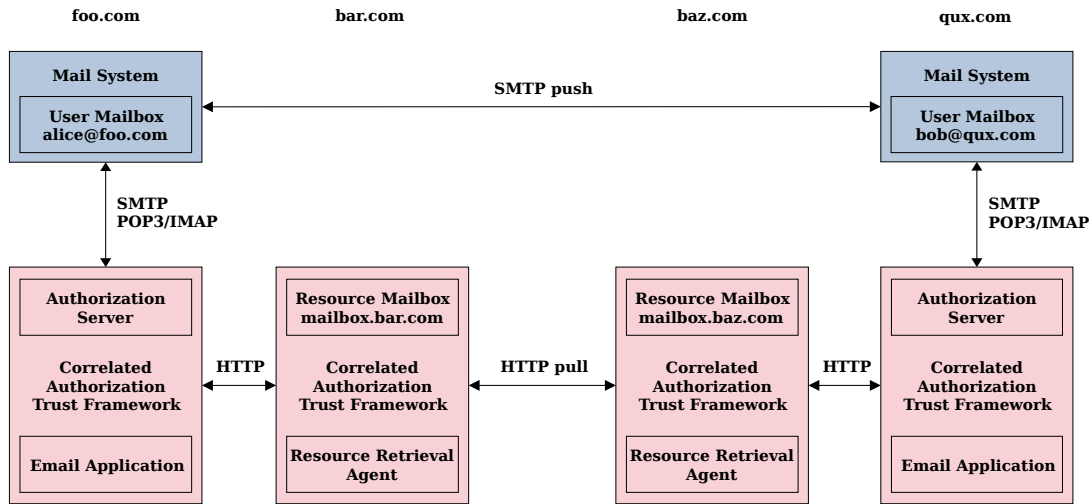 foo.com
bar.com
baz.com
qux.com
Mail System
User Mailbox
alice@foo.com
SMTP push
Mail System
User Mailbox
bob@qux.com
SMTP
POP3/IMAP
SMTP
POP3/IMAP
Authorization
Server
Correlated
Authorization
Trust Framework
Email Application
HTTP
Resource Mailbox
mailbox.bar.com
Correlated
Authorization
Trust Framework
Resource Retrieval
Agent
HTTP pull
Resource Mailbox
mailbox.baz.com
Correlated
Authorization
Trust Framework
Resource Retrieval
Agent
HTTP
Authorization
Server
Correlated
Authorization
Trust Framework
Email Application